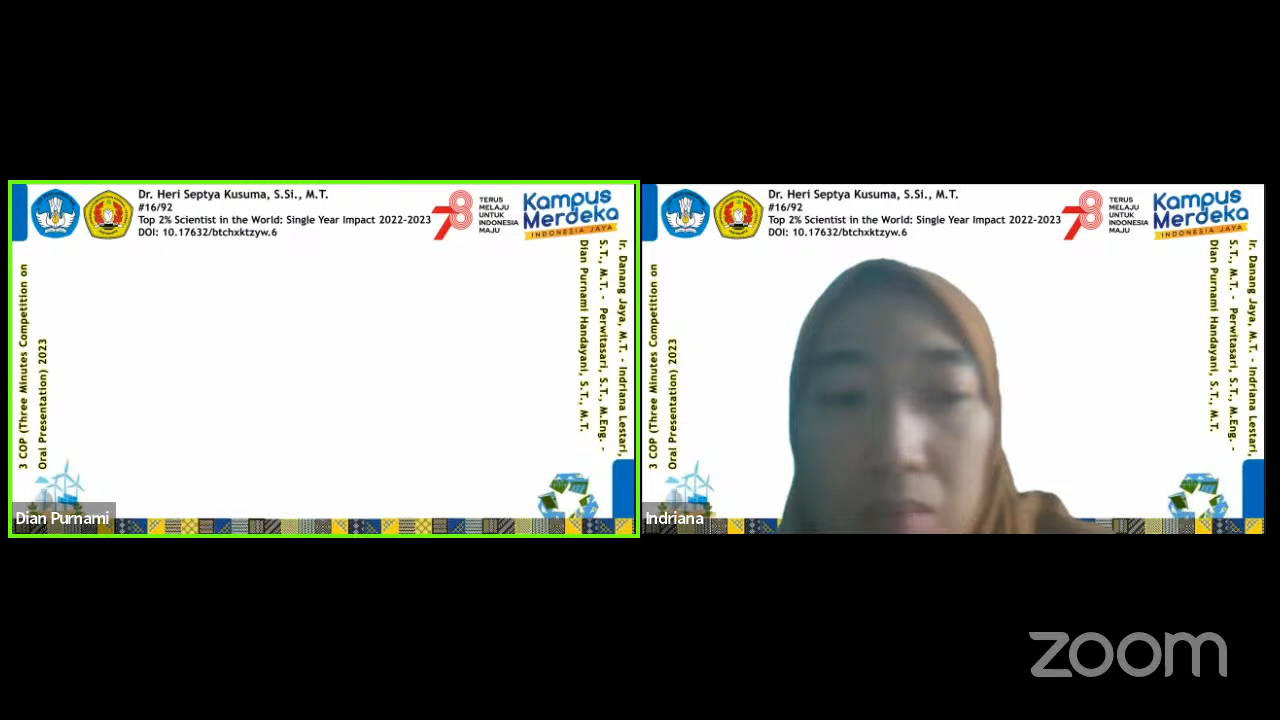 Dr. Heri Septya Kusuma, S.Si., M.T.
#16/92
Top 2% Scientist in the World: Single Year Impact 2022-2023
DOI: 10.17632/btchxktzyw.6
78
TERUS
MELAJU
UNTUK
INDONESIA
MAJU
Kampus
Merdeka
INDONESIA JAYA
3 COP (Three Minutes Competition on
Oral Presentation) 2023
Ir. Danang Jaya, M.T. - Indriana Lestari,
S.T., M.T. - Perwitasari, S.T., M.Eng. -
Dian Purnami Handayani, S.T., M.T.
Dian Purnami
Dr. Heri Septya Kusuma, S.Si., M.T.
#16/92
Top 2% Scientist in the World: Single Year Impact 2022-2023
DOI: 10.17632/btchxktzyw.6
78
TERUS
MELAJU
UNTUK
INDONESIA
MAJU
Kampus
Merdeka
INDONESIA JAYA
3 COP (Three Minutes Competition on
Oral Presentation) 2023
Ir. Danang Jaya, M.T. - Indriana Lestari,
S.T., M.T. - Perwitasari, S.T., M.Eng. -
Dian Purnami Handayani, S.T., M.T.
Indriana
zoom